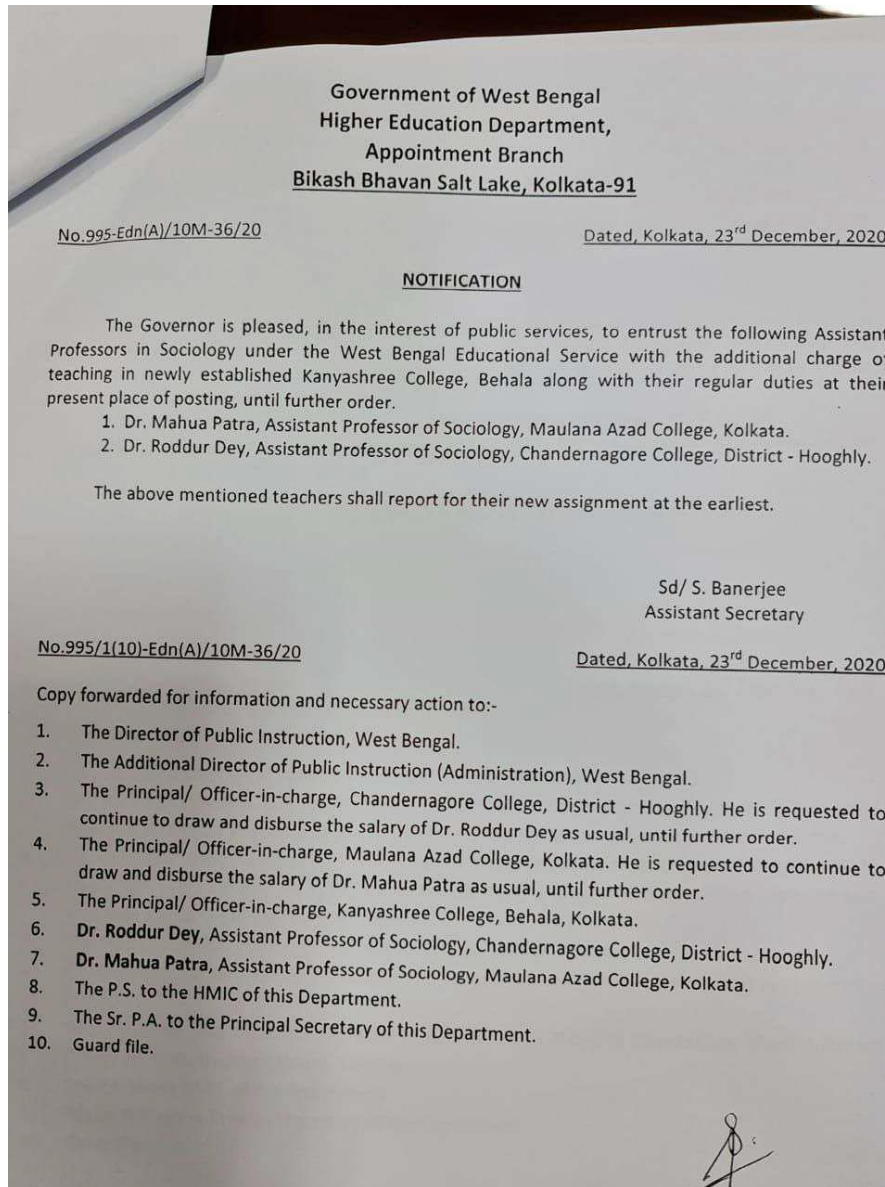 Government of West Bengal
Higher Education Department,
Appointment Branch
Bikash Bhavan Salt Lake, Kolkata-91
No.995-Edn(A)/10M-36/20 Dated, Kolkata, 23rd December, 2020
NOTIFICATION
The Governor is pleased, in the interest of public services, to entrust the following Assistant
Professors in Sociology under the West Bengal Educational Service with the additional charge of
teaching in newly established Kanyashree College, Behala along with their regular duties at their
present place of posting, until further order.
1. Dr. Mahua Patra, Assistant Professor of Sociology, Maulana Azad College, Kolkata.
2. Dr. Roddur Dey, Assistant Professor of Sociology, Chandernagore College, District - Hooghly.
The above mentioned teachers shall report for their new assignment at the earliest.
Sd/ S. Banerjee
Assistant Secretary
No.995/1(10)-Edn(A)/10M-36/20 Dated, Kolkata, 23rd December, 2020
Copy forwarded for information and necessary action to:-
1. The Director of Public Instruction, West Bengal.
2. The Additional Director of Public Instruction (Administration), West Bengal.
3. The Principal/ Officer-in-charge, Chandernagore College, District - Hooghly. He is requested to
continue to draw and disburse the salary of Dr. Roddur Dey as usual, until further order.
4. The Principal/ Officer-in-charge, Maulana Azad College, Kolkata. He is requested to continue to
draw and disburse the salary of Dr. Mahua Patra as usual, until further order.
5. The Principal/ Officer-in-charge, Kanyashree College, Behala, Kolkata.
6. Dr. Roddur Dey, Assistant Professor of Sociology, Chandernagore College, District - Hooghly.
7. Dr. Mahua Patra, Assistant Professor of Sociology, Maulana Azad College, Kolkata.
8. The P.S. to the HMIC of this Department.
9. The Sr. P.A. to the Principal Secretary of this Department.
10. Guard file.